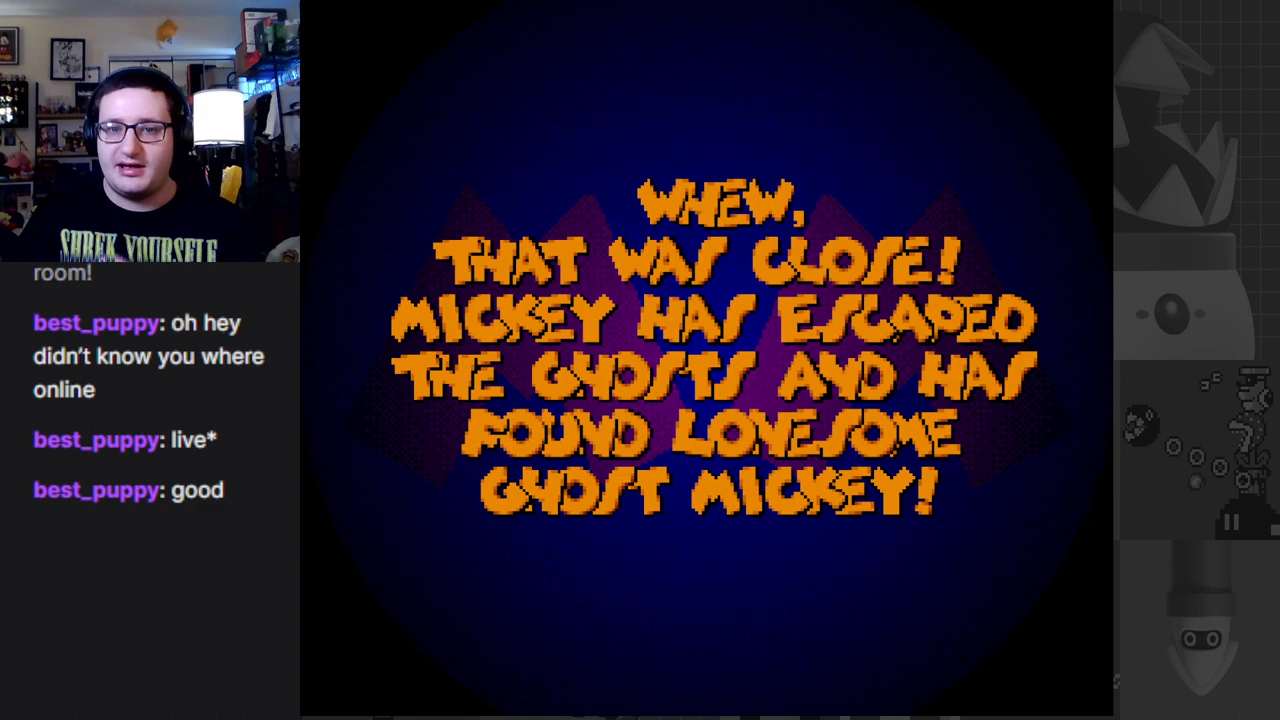 SHREK YOURSELF
room!
best_puppy: oh hey
didn't know you where
online
best_puppy: live*
best_puppy: good
WHEW,
THAT WAS CLOSE!
MICKEY HAS ESCAPED
THE GHOSTS AND HAS
FOUND LONESOME
GHOST MICKEY!